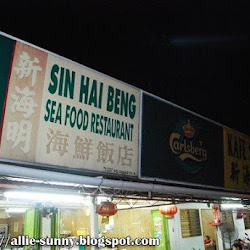 新海明
SIN HAI BENG
SEA FOOD RESTAURANT
海鮮飯店
Carlsberg
allie-sunny.blogspot.com